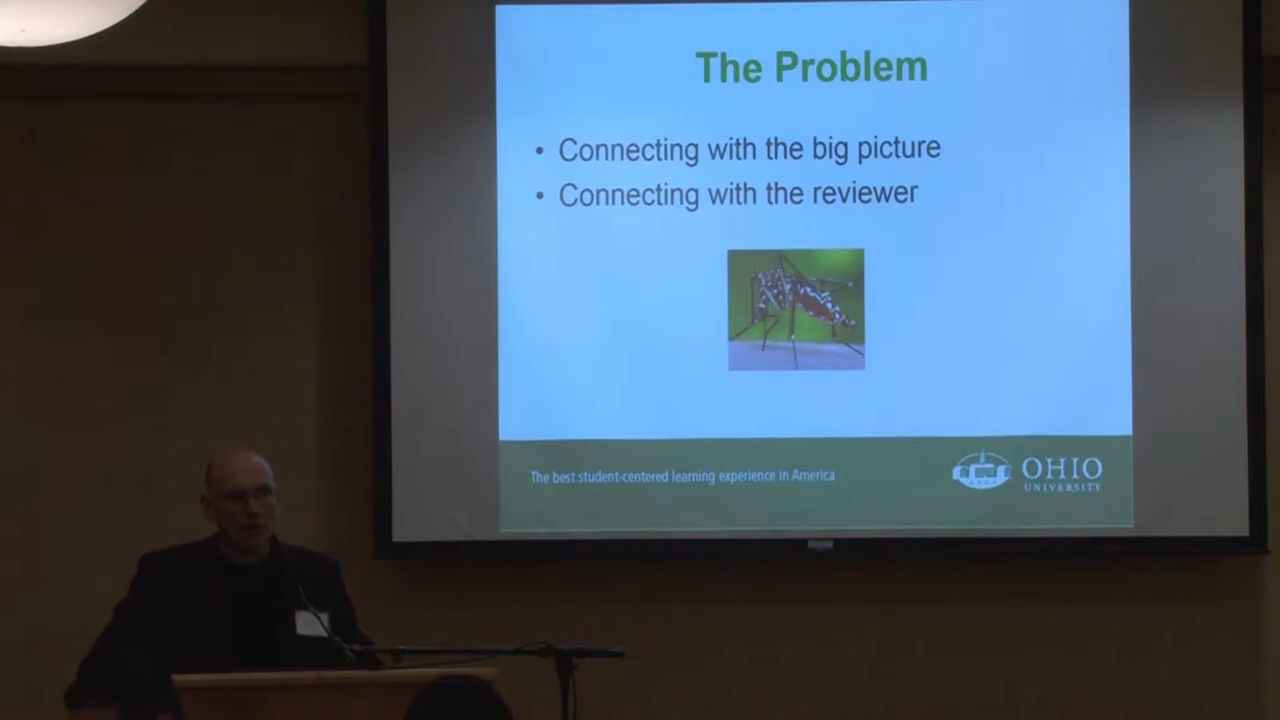 The Problem
• Connecting with the big picture
• Connecting with the reviewer
The best student-centered learning experience in America
OHIO
UNIVERSITY